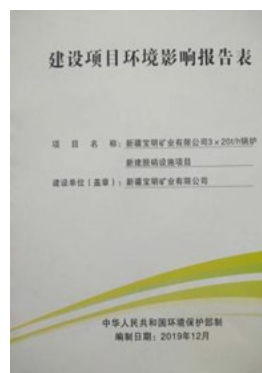 建设项目环境影响报告表
项目名称：新疆宝明矿业有限公司3×20t/h锅炉
新建脱硝设施项目
建设单位（盖章）：新疆宝明矿业有限公司
中华人民共和国环境保护部制
编制日期：2019年12月